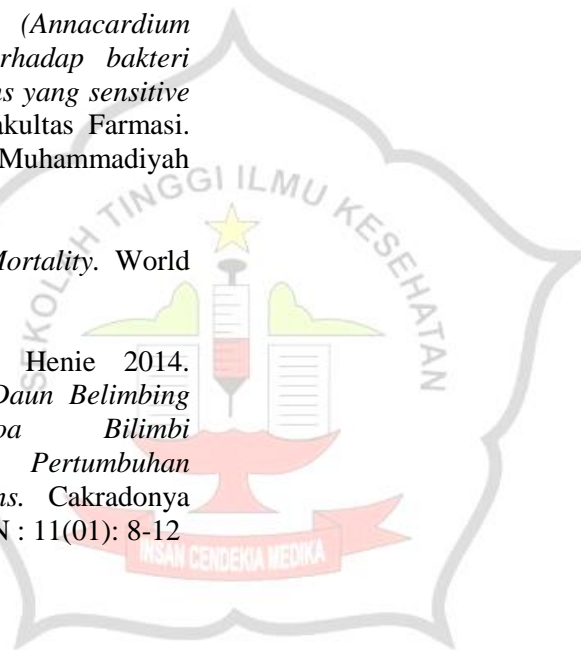 (Annacardium
rhadap bakteri
s yang sensitive
akultas Farmasi.
Muhammadiyah
Mortality. World
Henie 2014.
Daun Belimbing
oa Bilimbi
Pertumbuhan
ns. Cakradonya
N : 11(01): 8-12
SEKOLAH TINGGI ILMU KESEHATAN
INSAN CENDEKIA MEDIKA